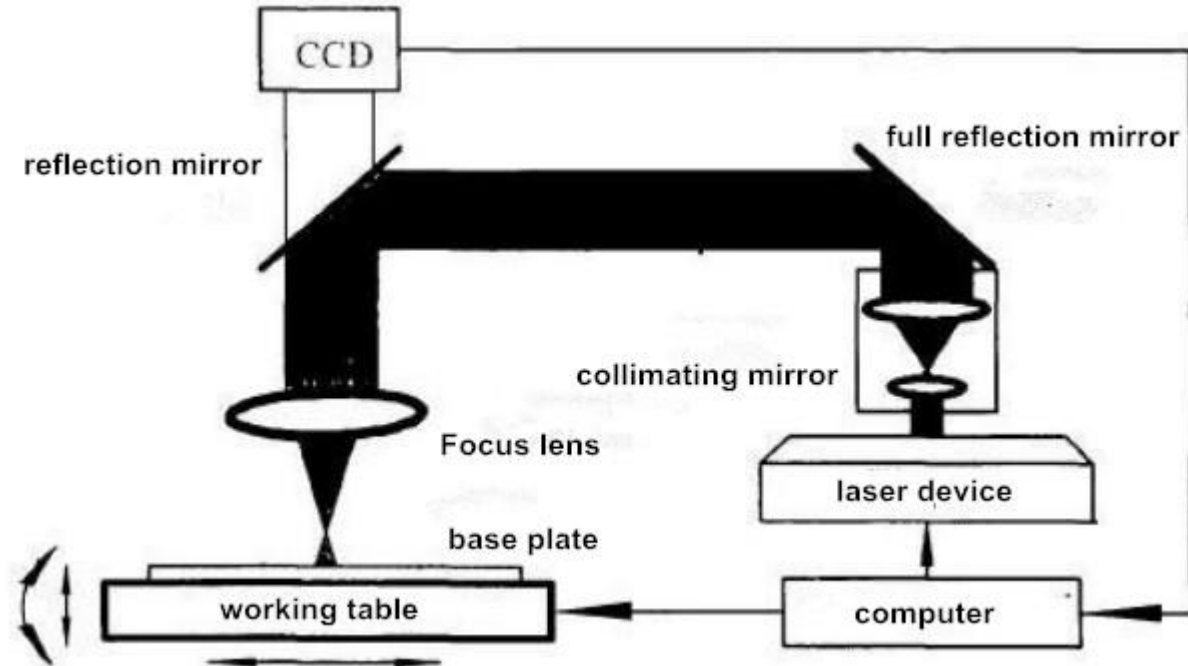 CCD
full reflection mirror
reflection mirror
collimating mirror
Focus lens
laser device
base plate
working table
computer